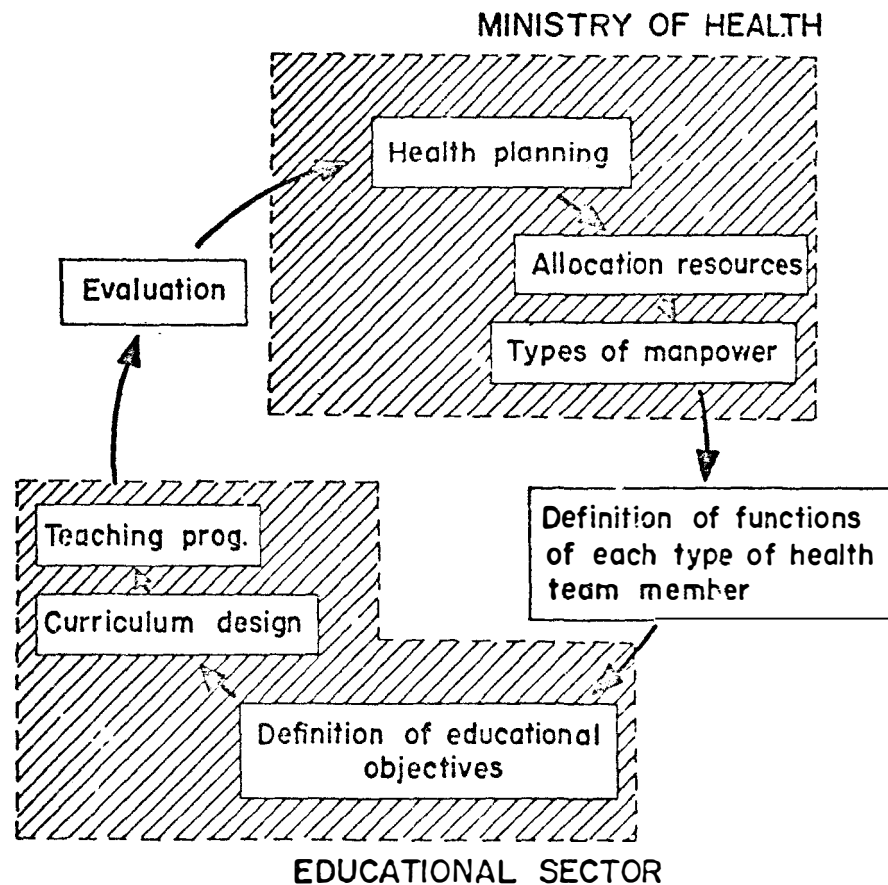 MINISTRY OF HEALTH
Health planning
Allocation resources
Types of manpower
Evaluation
Definition of functions
of each type of health
team member
Teaching prog.
Curriculum design
Definition of educational
objectives
EDUCATIONAL SECTOR